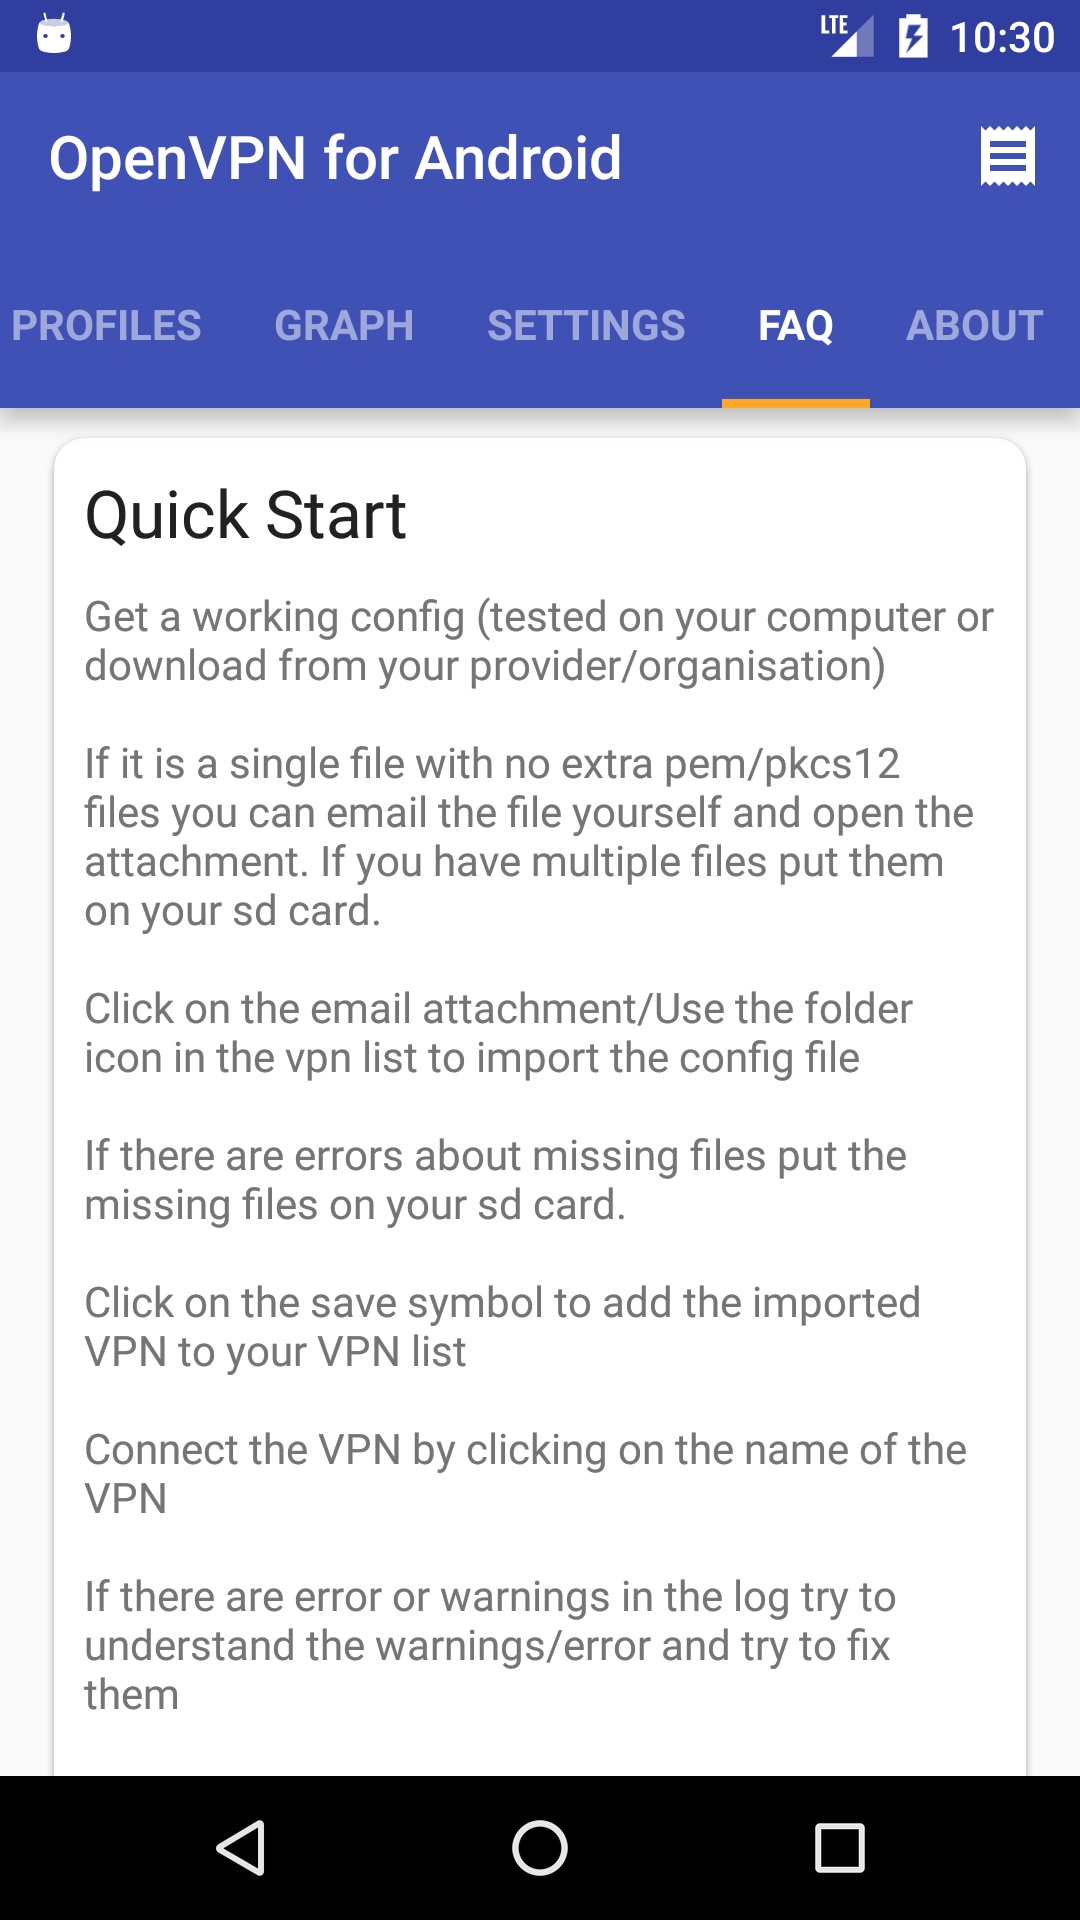 LTE 10:30
OpenVPN for Android
PROFILES GRAPH SETTINGS FAQ ABOUT
Quick Start
Get a working config (tested on your computer or
download from your provider/organisation)
If it is a single file with no extra pem/pkcs12
files you can email the file yourself and open the
attachment. If you have multiple files put them
on your sd card.
Click on the email attachment/Use the folder
icon in the vpn list to import the config file
If there are errors about missing files put the
missing files on your sd card.
Click on the save symbol to add the imported
VPN to your VPN list
Connect the VPN by clicking on the name of the
VPN
If there are error or warnings in the log try to
understand the warnings/error and try to fix
them